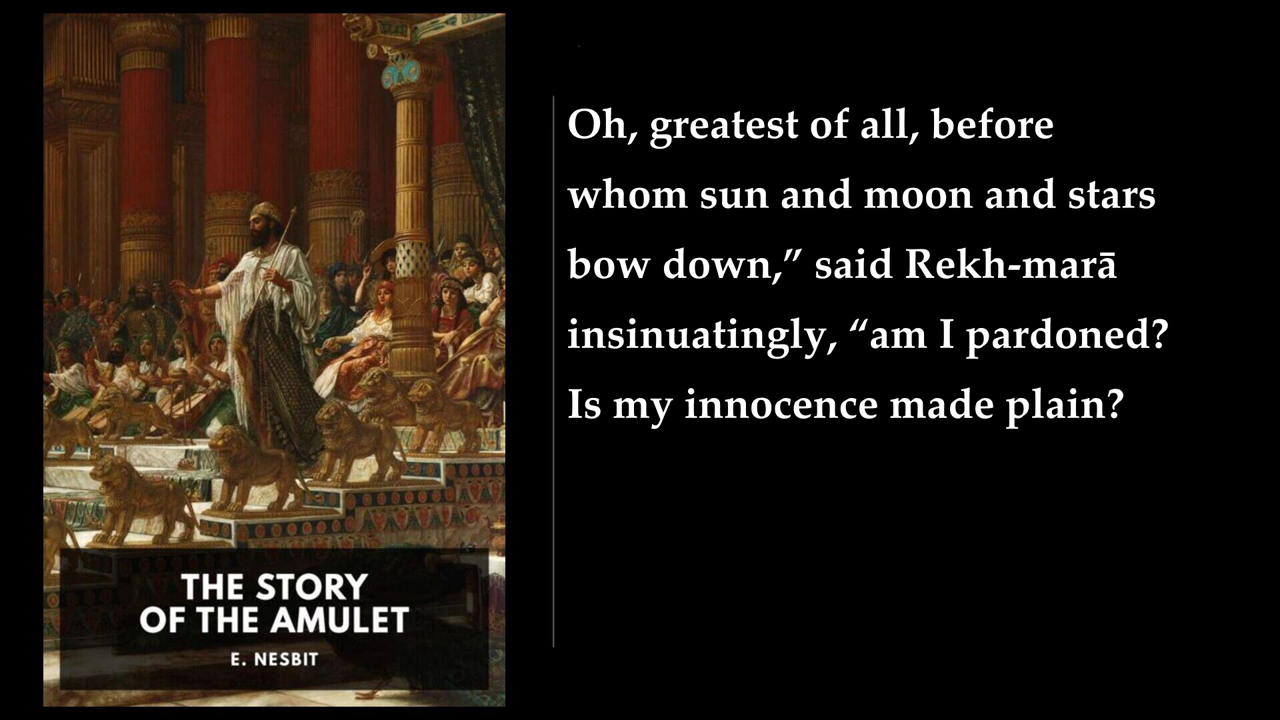 Oh, greatest of all, before
whom sun and moon and stars
bow down,” said Rekh-marā
insinuatingly, “am I pardoned?
Is my innocence made plain?
THE STORY
OF THE AMULET
E. NESBIT